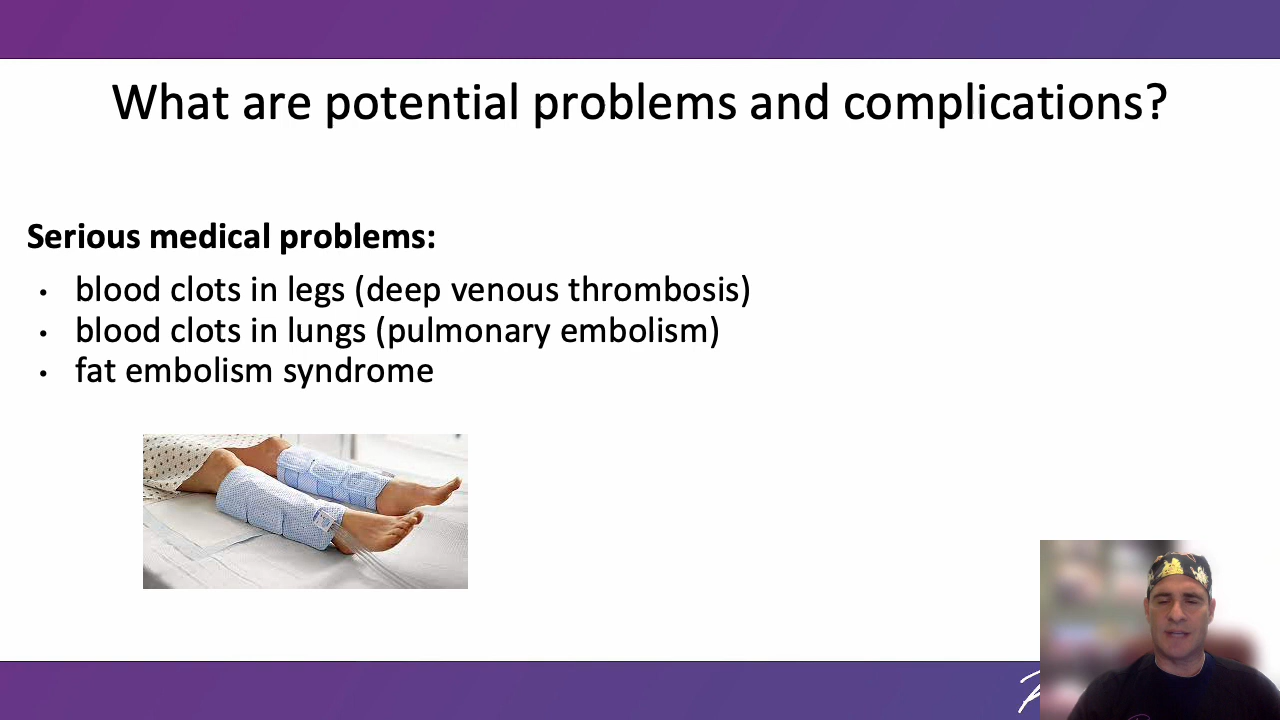 What are potential problems and complications?
Serious medical problems:
• blood clots in legs (deep venous thrombosis)
• blood clots in lungs (pulmonary embolism)
• fat embolism syndrome